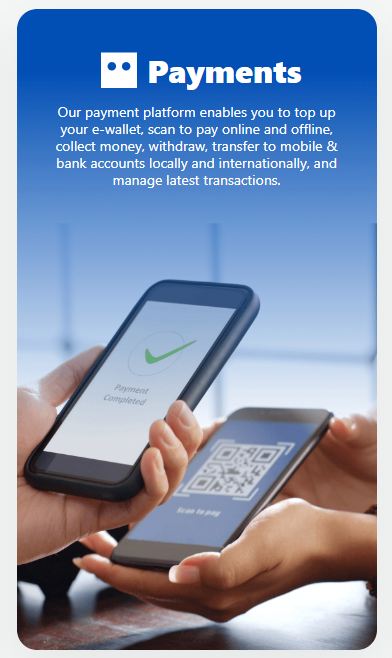 Payments
Our payment platform enables you to top up
your e-wallet, scan to pay online and offline,
collect money, withdraw, transfer to mobile &
bank accounts locally and internationally, and
manage latest transactions.
Payment
Completed
Scan to pay